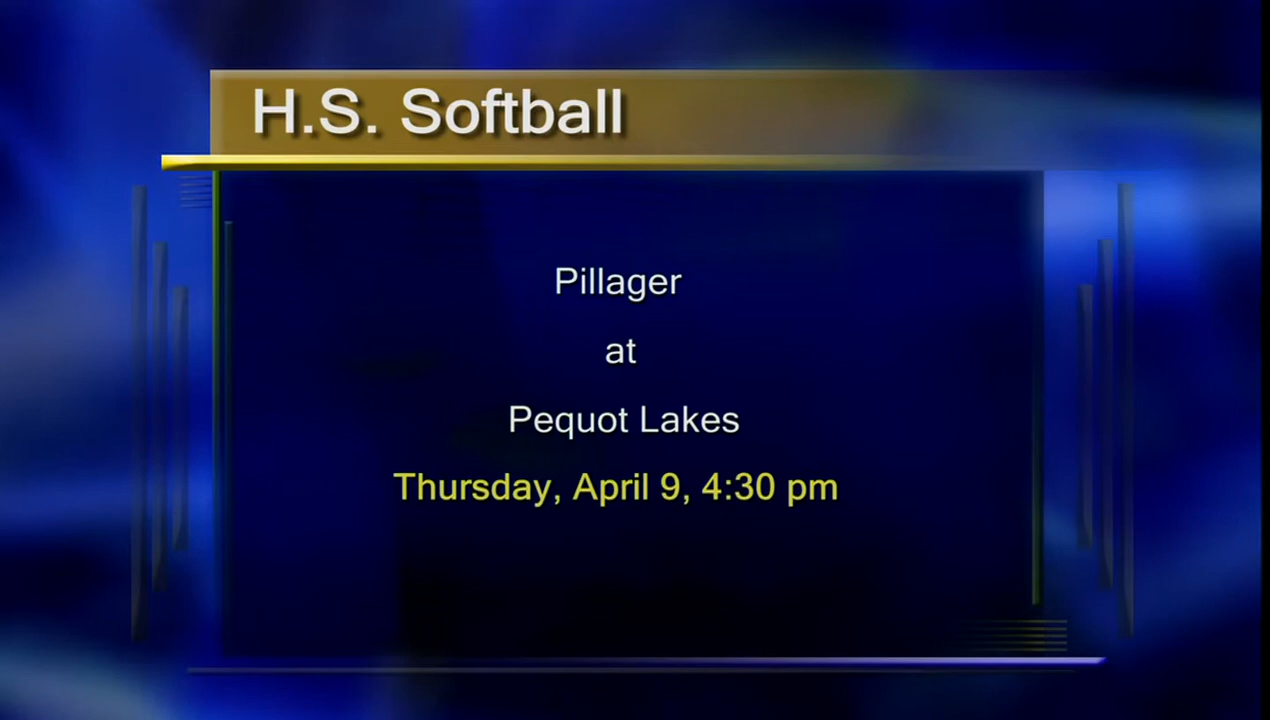 H.S. Softball
Pillager
at
Pequot Lakes
Thursday, April 9, 4:30 pm